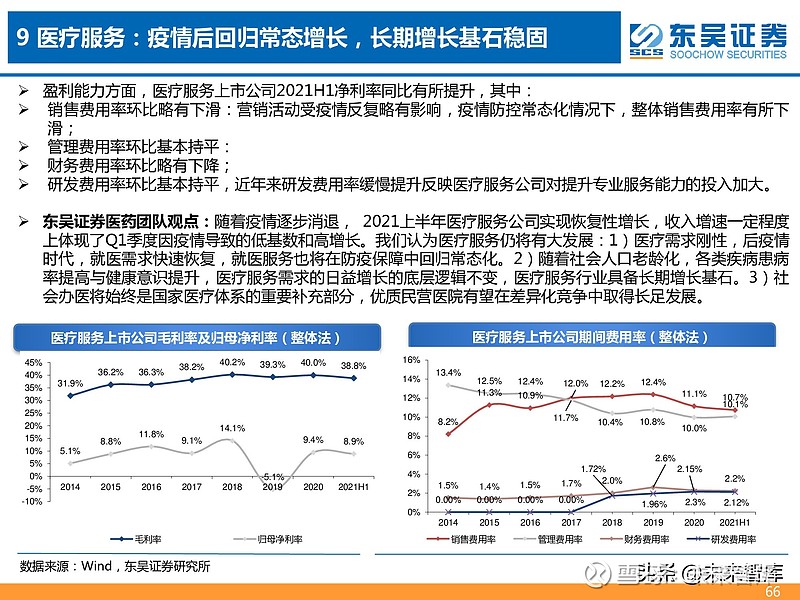 9 医疗服务：疫情后回归常态增长，长期增长基石稳固
东吴证券
SCS SOOCHOW SECURITIES
➢ 盈利能力方面，医疗服务上市公司2021H1净利率同比有所提升，其中：
➢ 销售费用率环比略有下滑：营销活动受疫情反复略有影响，疫情防控常态化情况下，整体销售费用率有所下
滑；
➢ 管理费用率环比基本持平：
➢ 财务费用率环比略有下降；
➢ 研发费用率环比基本持平，近年来研发费用率缓慢提升反映医疗服务公司对提升专业服务能力的投入加大。
➢ 东吴证券医药团队观点：随着疫情逐步消退， 2021上半年医疗服务公司实现恢复性增长，收入增速一定程度
上体现了Q1季度因疫情导致的低基数和高增长。我们认为医疗服务仍将有大发展：1）医疗需求刚性，后疫情
时代，就医需求快速恢复，就医服务也将在防疫保障中回归常态化。2）随着社会人口老龄化，各类疾病患病
率提高与健康意识提升，医疗服务需求的日益增长的底层逻辑不变，医疗服务行业具备长期增长基石。3）社
会办医将始终是国家医疗体系的重要补充部分，优质民营医院有望在差异化竞争中取得长足发展。
医疗服务上市公司毛利率及归母净利率（整体法）
45%
40%
35%
30%
25%
20%
15%
10%
5%
0%
-5%
-10%
31.9% 36.2% 36.3% 38.2% 40.2% 39.3% 40.0% 38.8%
5.1% 8.8% 11.8% 9.1% 14.1% -5.1% 9.4% 8.9%
2014 2015 2016 2017 2018 2019 2020 2021H1
毛利率 归母净利率
医疗服务上市公司期间费用率（整体法）
16%
14%
12%
10%
8%
6%
4%
2%
0%
13.4% 12.5% 12.4% 11.7% 10.4% 10.8% 10.0% 10.1%
8.2% 11.3% 10.9% 12.0% 12.2% 12.4% 11.1% 10.7%
1.5% 1.4% 1.5% 1.7% 2.0% 2.6% 2.3% 2.2%
0.00% 0.00% 0.00% 0.00% 1.72% 1.96% 2.15% 2.12%
2014 2015 2016 2017 2018 2019 2020 2021H1
销售费用率 管理费用率 财务费用率 研发费用率
数据来源：Wind，东吴证券研究所
头条 @未来智库
66